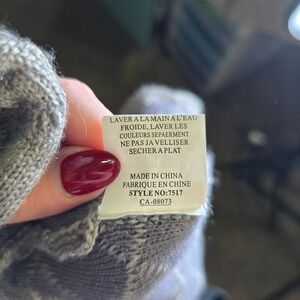 LAVER A LA MAIN A L'EAU
FROIDE, LAVER LES
COULEURS SEPAERMENT
NE PAS JA VELLISER
SECHER A PLAT
MADE IN CHINA
FABRIQUE EN CHINE
STYLE NO:7517
CA-08073